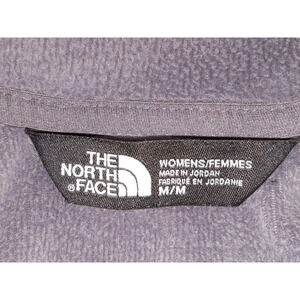 THE
NORTH
®FACE
WOMENS/FEMMES
MADE IN JORDAN
FABRIQUÉ EN JORDANIE
M/M